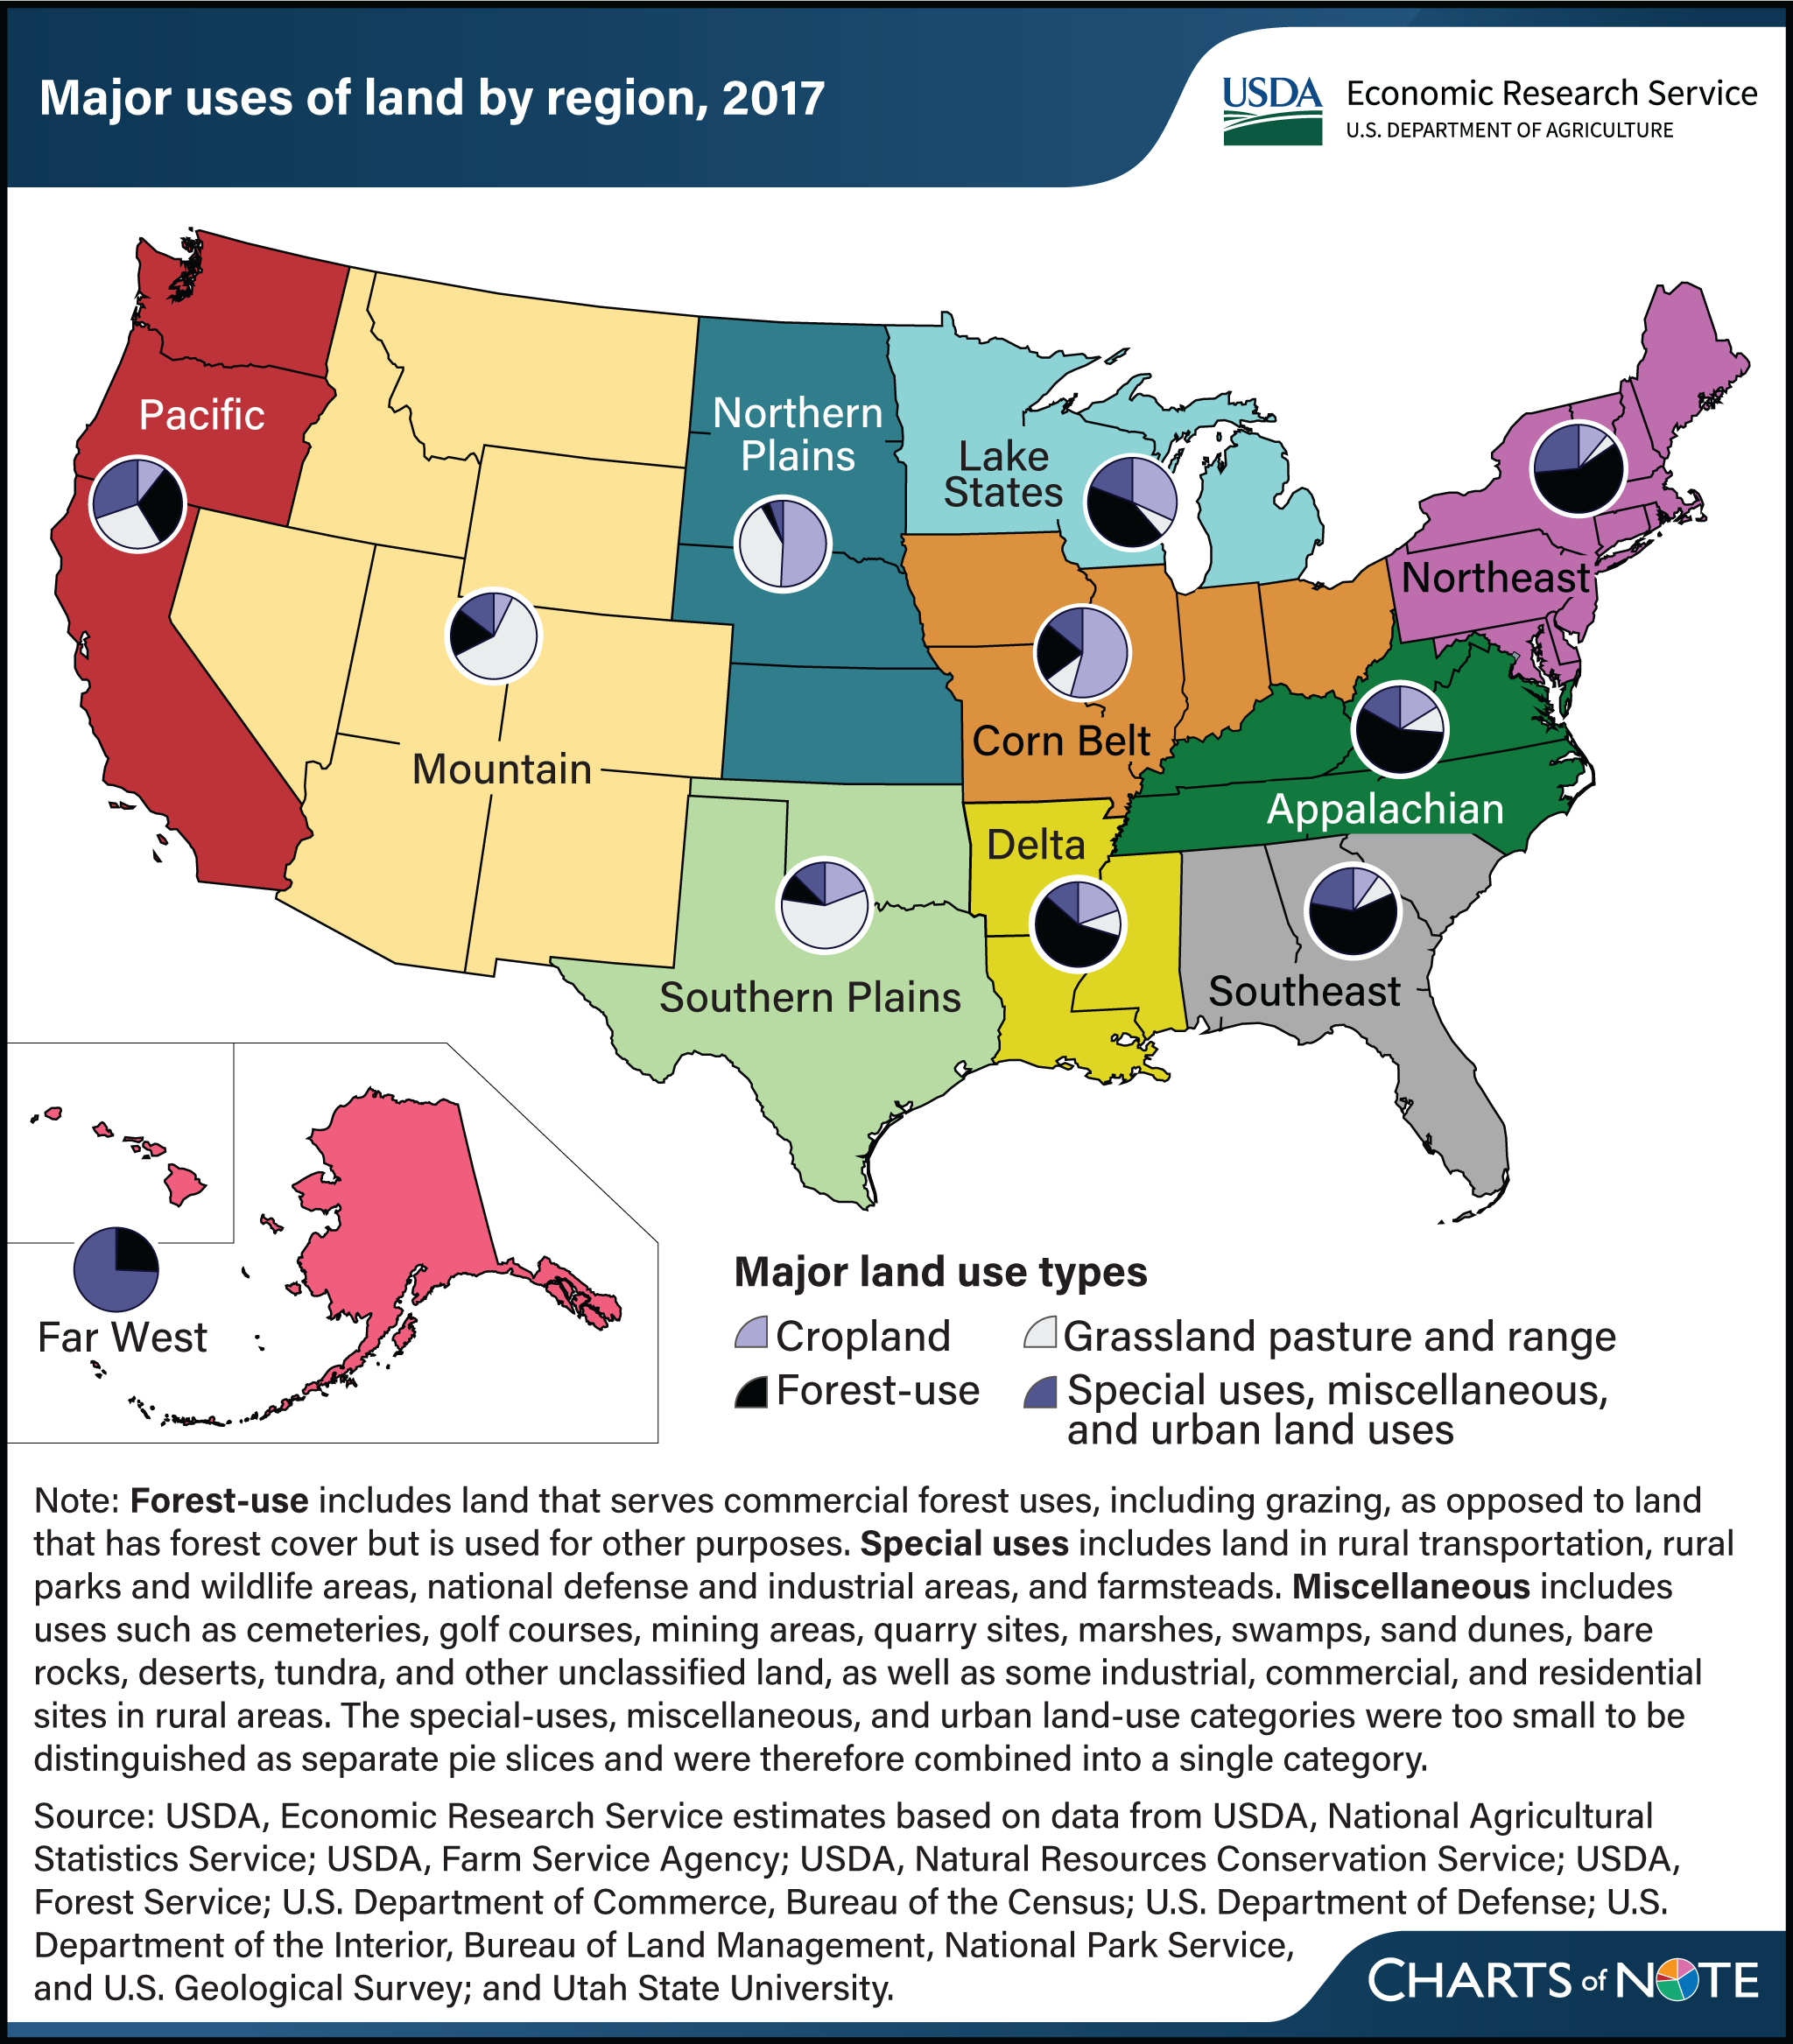 Major uses of land by region, 2017
USDA
Economic Research Service
U.S. DEPARTMENT OF AGRICULTURE
Pacific
Northern
Plains
Lake
States
Northeast
Mountain
Corn Belt
Appalachian
Delta
Southern Plains
Southeast
Far West
Major land use types
Cropland
Grassland pasture and range
Forest-use
Special uses, miscellaneous,
and urban land uses
Note: Forest-use includes land that serves commercial forest uses, including grazing, as opposed to land
that has forest cover but is used for other purposes. Special uses includes land in rural transportation, rural
parks and wildlife areas, national defense and industrial areas, and farmsteads. Miscellaneous includes
uses such as cemeteries, golf courses, mining areas, quarry sites, marshes, swamps, sand dunes, bare
rocks, deserts, tundra, and other unclassified land, as well as some industrial, commercial, and residential
sites in rural areas. The special-uses, miscellaneous, and urban land-use categories were too small to be
distinguished as separate pie slices and were therefore combined into a single category.
Source: USDA, Economic Research Service estimates based on data from USDA, National Agricultural
Statistics Service; USDA, Farm Service Agency; USDA, Natural Resources Conservation Service; USDA,
Forest Service; U.S. Department of Commerce, Bureau of the Census; U.S. Department of Defense; U.S.
Department of the Interior, Bureau of Land Management, National Park Service,
and U.S. Geological Survey; and Utah State University.
CHARTS of NOTE